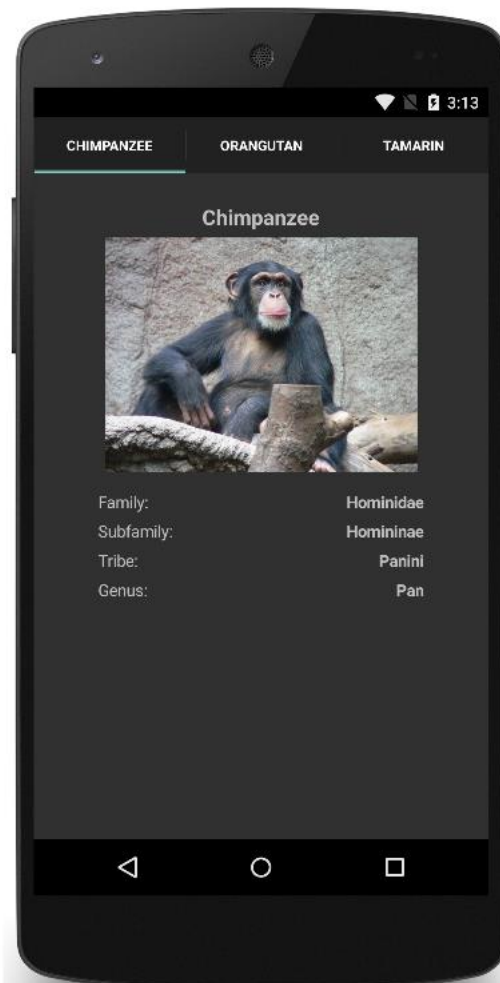 3:13
CHIMPANZEE ORANGUTAN TAMARIN
Chimpanzee
Family: Hominidae
Subfamily: Homininae
Tribe: Panini
Genus: Pan